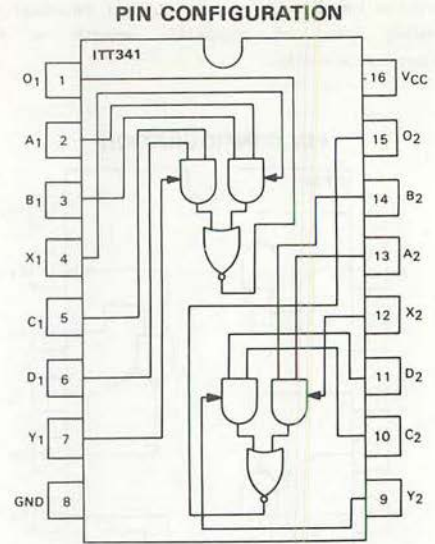 PIN CONFIGURATION
ITT341
O1 1
A1 2
B1 3
X1 4
C1 5
D1 6
Y1 7
GND 8
16 VCC
15 O2
14 B2
13 A2
12 X2
11 D2
10 C2
9 Y2